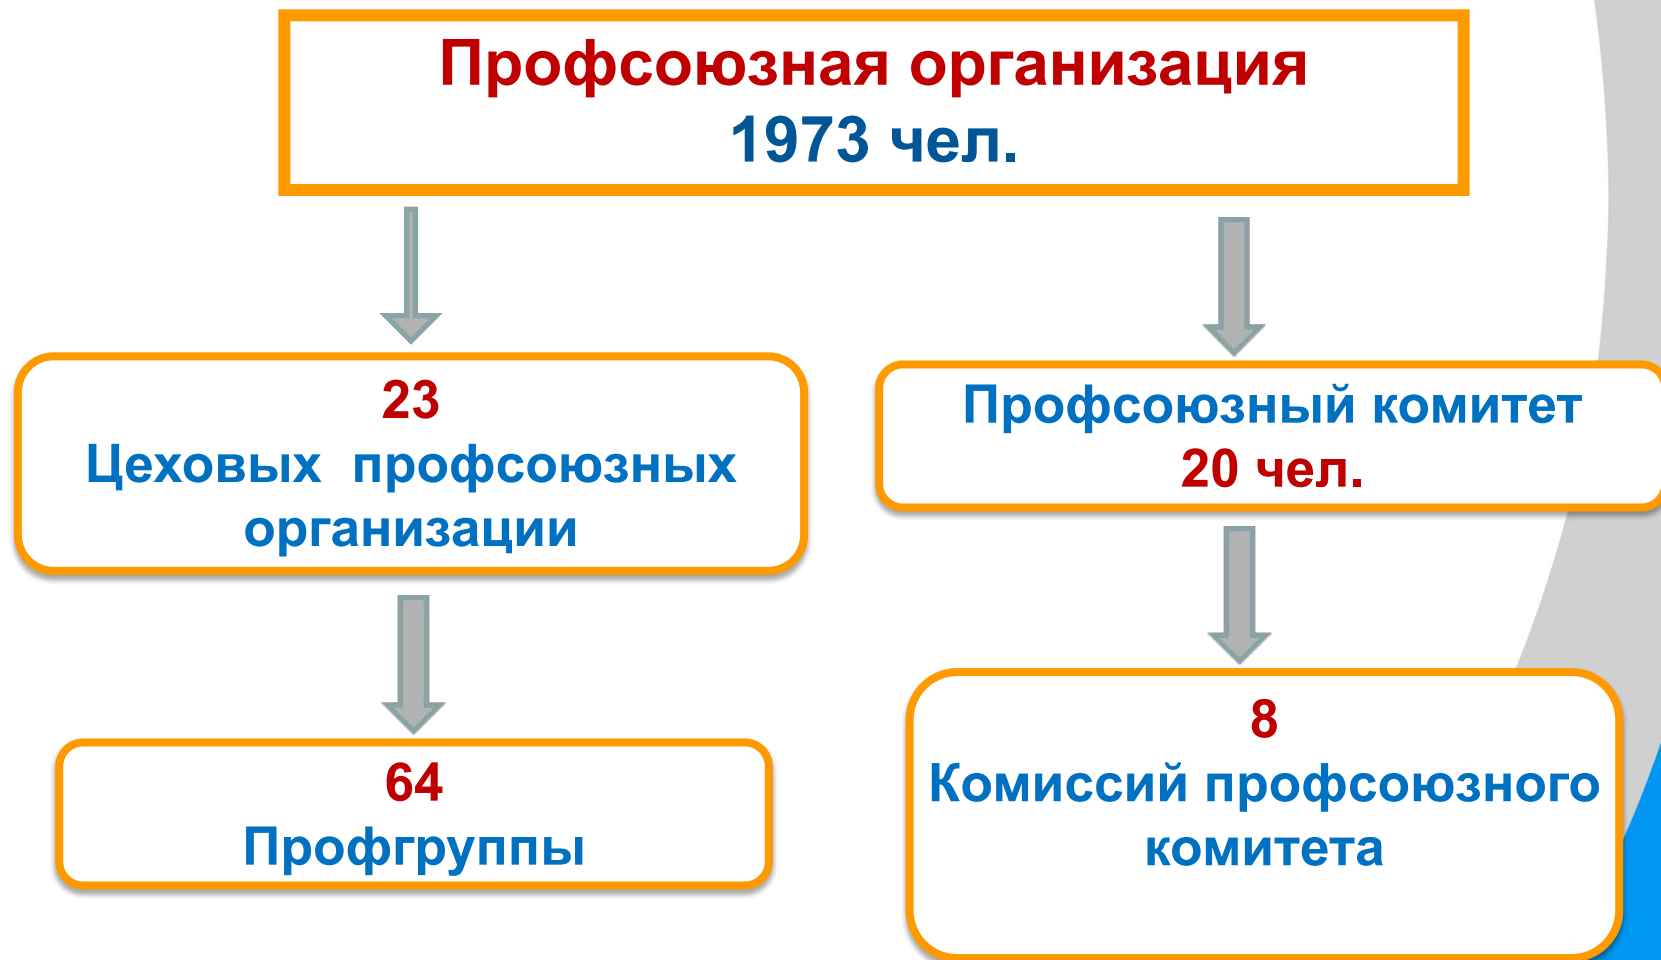 Профсоюзная организация
1973 чел.
23
Цеховых профсоюзных
организации
Профсоюзный комитет
20 чел.
64
Профгруппы
8
Комиссий профсоюзного
комитета